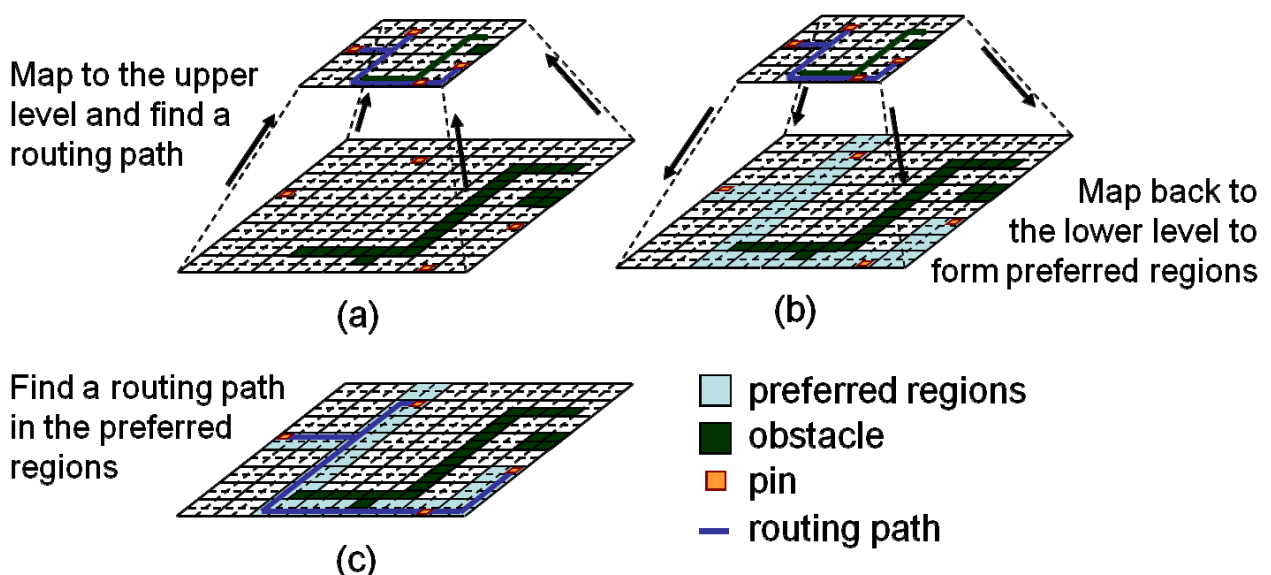 Map to the upper
level and find a
routing path
(a)
Map back to
the lower level to
form preferred regions
(b)
Find a routing path
in the preferred
regions
(c)
preferred regions
obstacle
pin
routing path